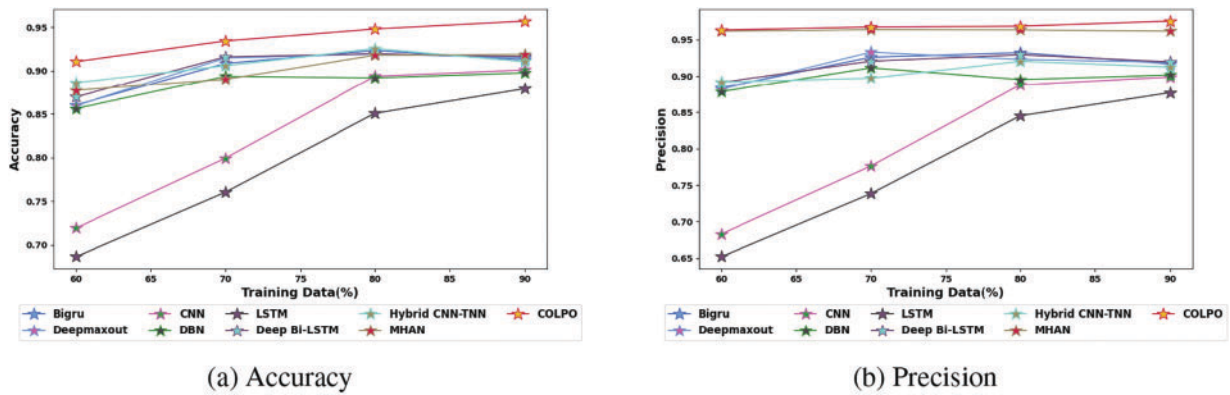 0.95
0.90
0.85
0.80
0.75
0.70
Accuracy
60 65 70 75 80 85 90
Training Data(%)
Bigru CNN LSTM Hybrid CNN-TNN COLPO
Deepmaxout DBN Deep Bi-LSTM MHAN
(a) Accuracy
0.95
0.90
0.85
0.80
0.75
0.70
0.65
Precision
60 65 70 75 80 85 90
Training Data(%)
Bigru CNN LSTM Hybrid CNN-TNN COLPO
Deepmaxout DBN Deep Bi-LSTM MHAN
(b) Precision